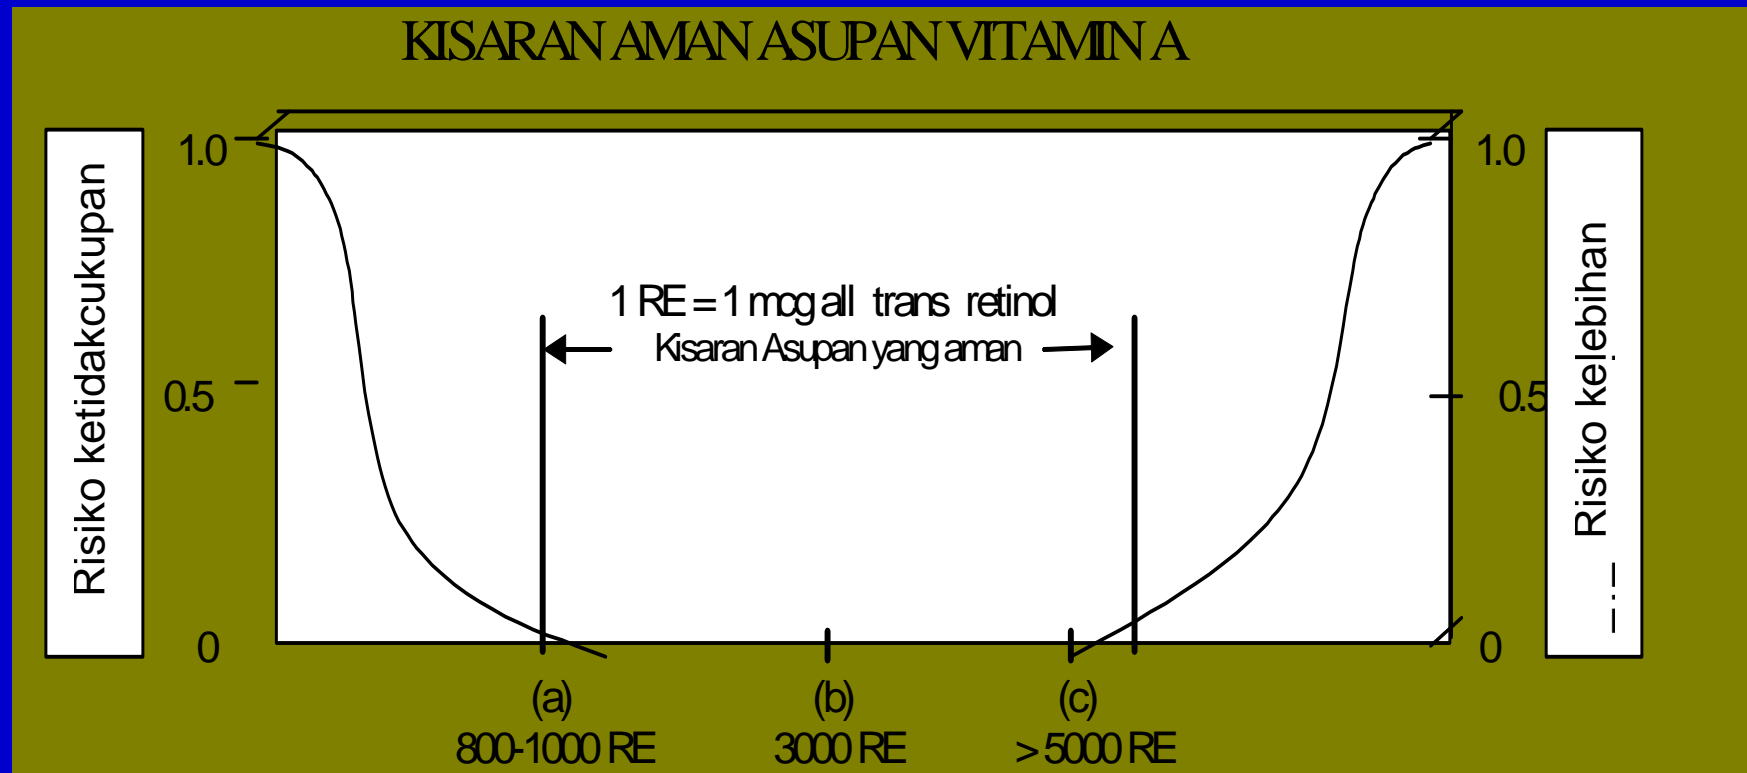 KISARAN AMAN ASUPAN VITAMIN A
Risiko ketidakcukupan
1.0
0.5
0
1 RE = 1 mcg all trans retinol
Kisaran Asupan yang aman
1.0
0.5
0
Risiko kelebihan
(a) (b) (c)
800-1000 RE 3000 RE > 5000 RE